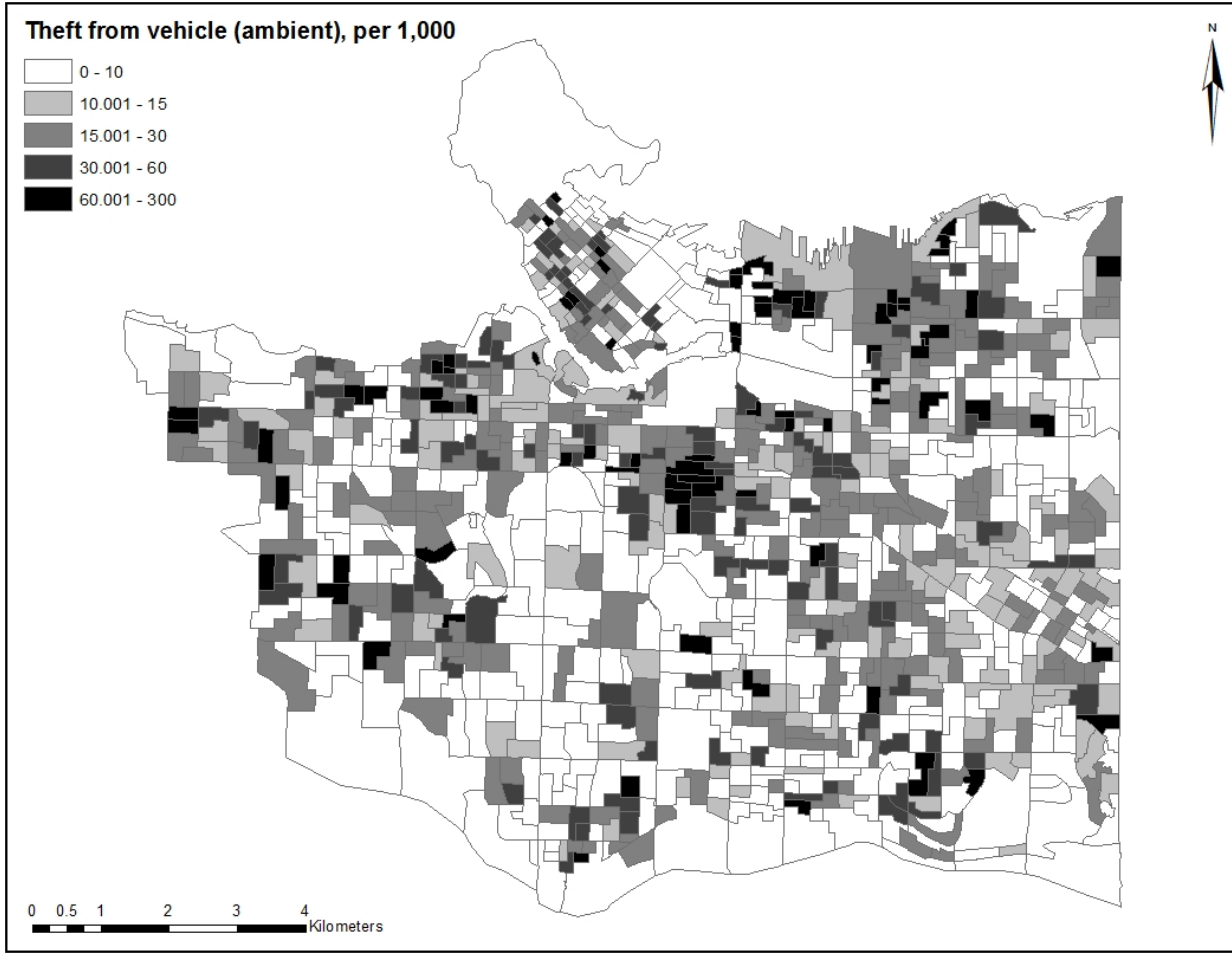 Theft from vehicle (ambient), per 1,000
0 - 10
10.001 - 15
15.001 - 30
30.001 - 60
60.001 - 300
N
0 0.5 1 2 3 4
Kilometers